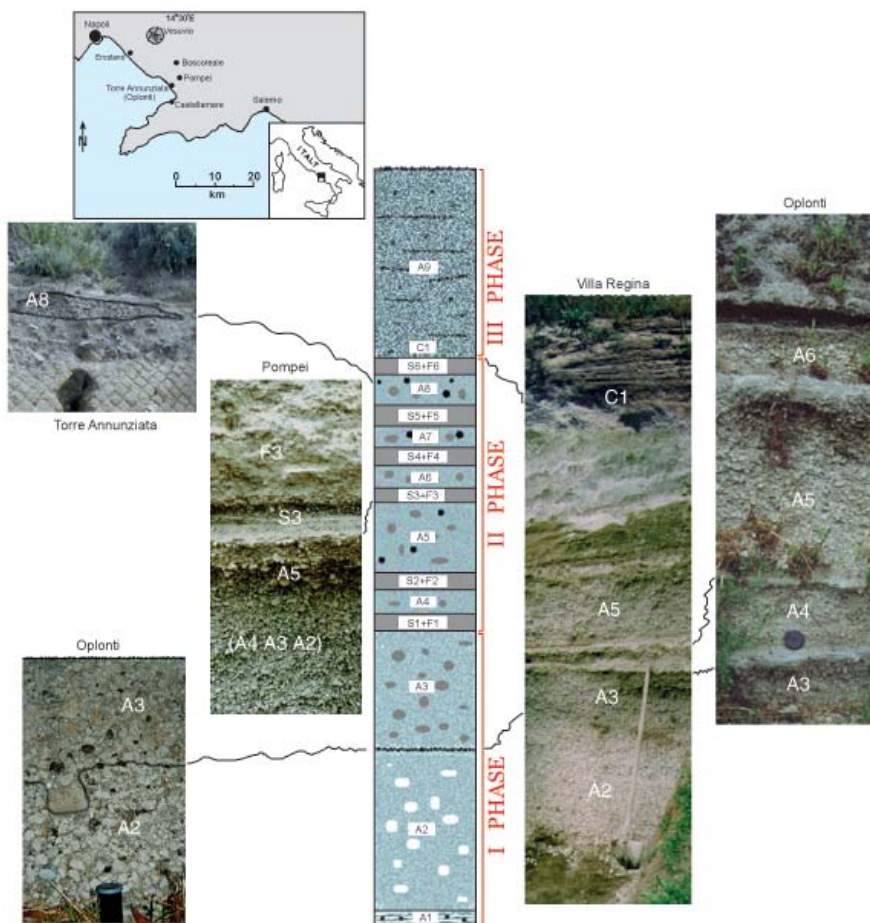 Napoli
14°30'E
Vesuvio
Ercolano
Boscoreale
Pompei
Torre Annunziata
(Oplonti)
Castellamare
Salerno
N
0 10 20
km
ITALY
A8
Torre Annunziata
Pompei
F3
S3
A5
(A4 A3 A2)
Oplonti
A3
A2
A9
C1
S6+F6
A8
S5+F5
A7
S4+F4
A6
S3+F3
A5
S2+F2
A4
S1+F1
A3
A2
A1
III PHASE
II PHASE
I PHASE
Villa Regina
C1
A5
A3
A2
Oplonti
A6
A5
A4
A3